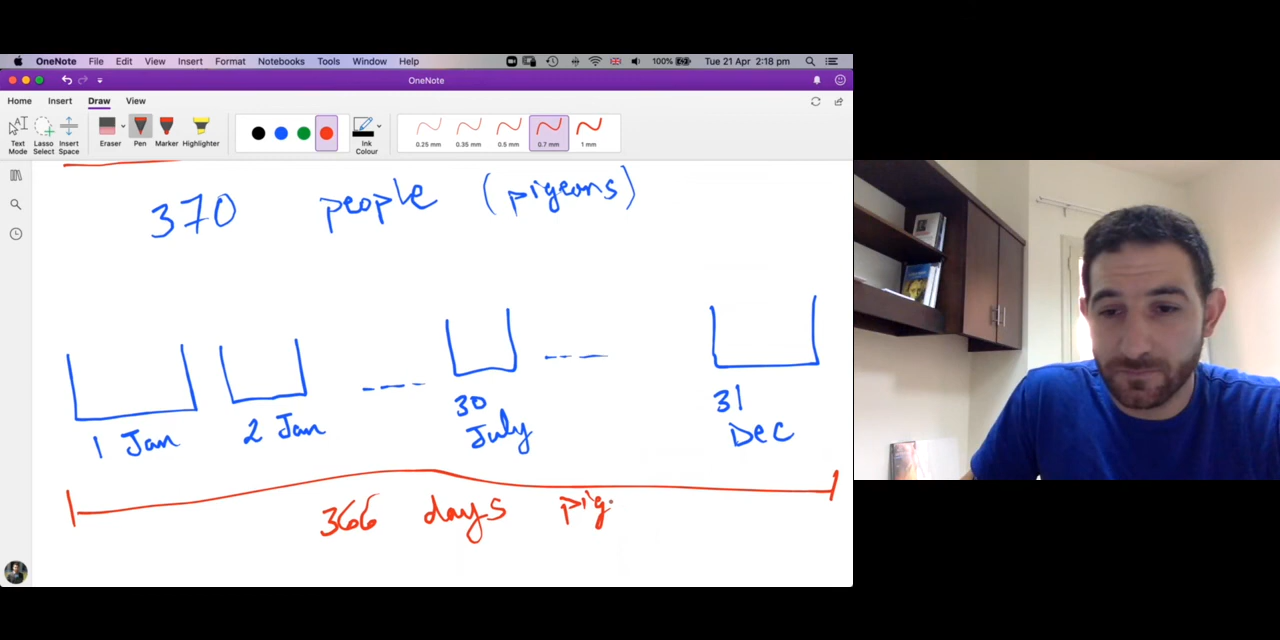 OneNote File Edit View Insert Format Notebooks Tools Window Help 100% Tue 21 Apr 2:18 pm
OneNote
Home Insert Draw View
Text Mode
Lasso Select
Insert Space
Eraser
Pen
Marker
Highlighter
Ink Colour
0.25 mm 0.35 mm 0.5 mm 0.7 mm 1 mm
370 people (pigeons)
1 Jan
2 Jan
30 July
31 Dec
366 days pig